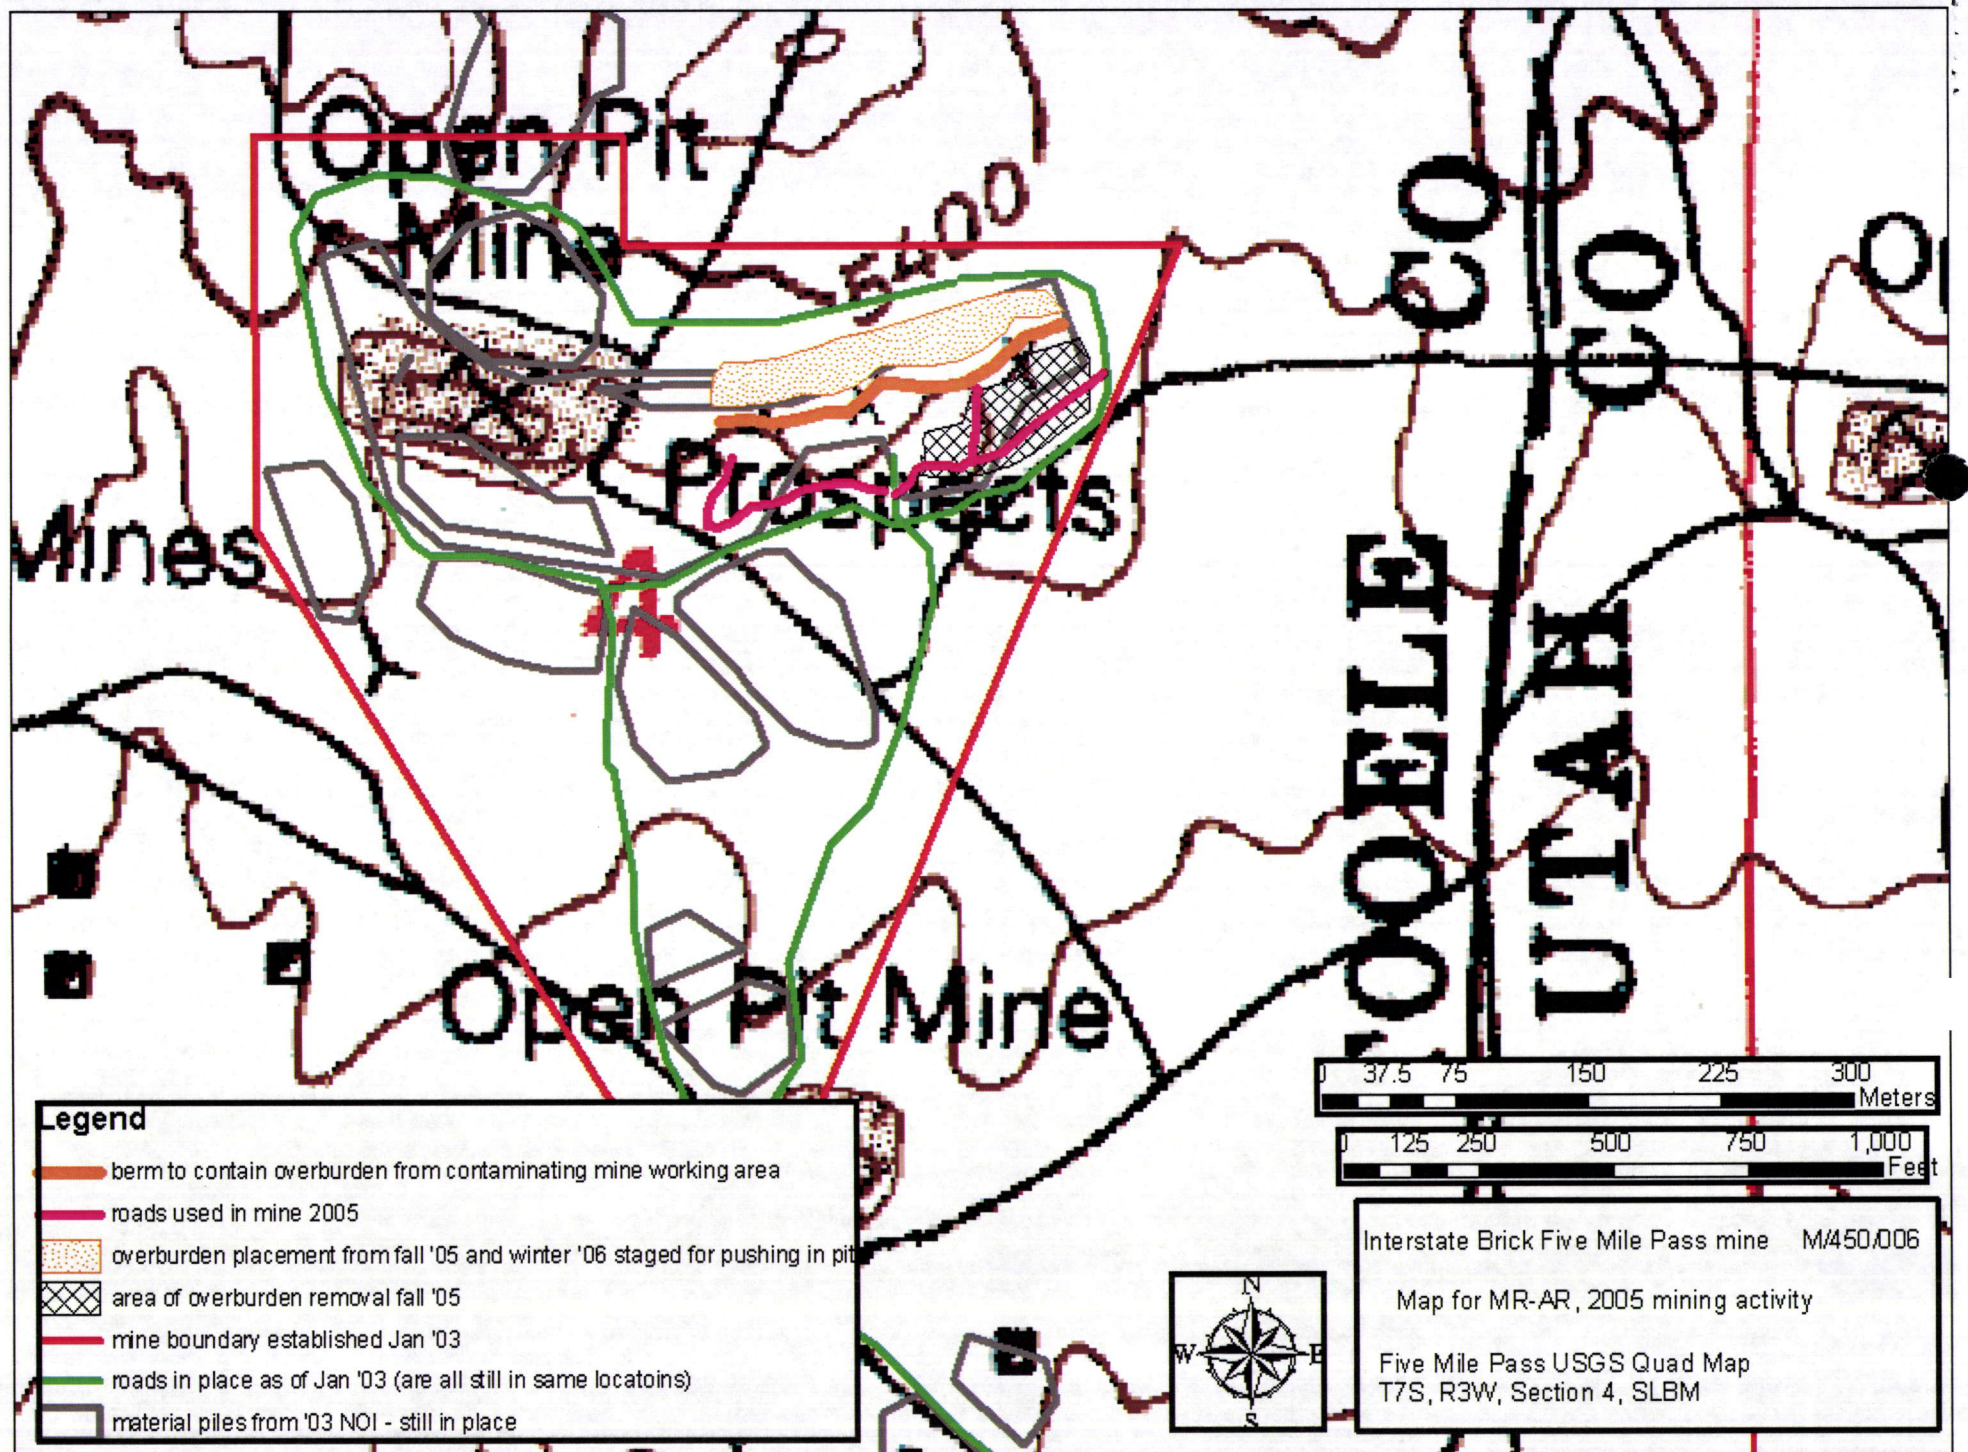 Open Pit
Mine
5400
CO
CO
Prospects
Mines
4
TOOELE
UTAH
Open Pit Mine
0 37.5 75 150 225 300
Meters
0 125 250 500 750 1,000
Feet
Legend
berm to contain overburden from contaminating mine working area
roads used in mine 2005
overburden placement from fall '05 and winter '06 staged for pushing in pit
area of overburden removal fall '05
mine boundary established Jan '03
roads in place as of Jan '03 (are all still in same locatoins)
material piles from '03 NOI - still in place
N
W E
S
Interstate Brick Five Mile Pass mine M/450/006
Map for MR-AR, 2005 mining activity
Five Mile Pass USGS Quad Map
T7S, R3W, Section 4, SLBM